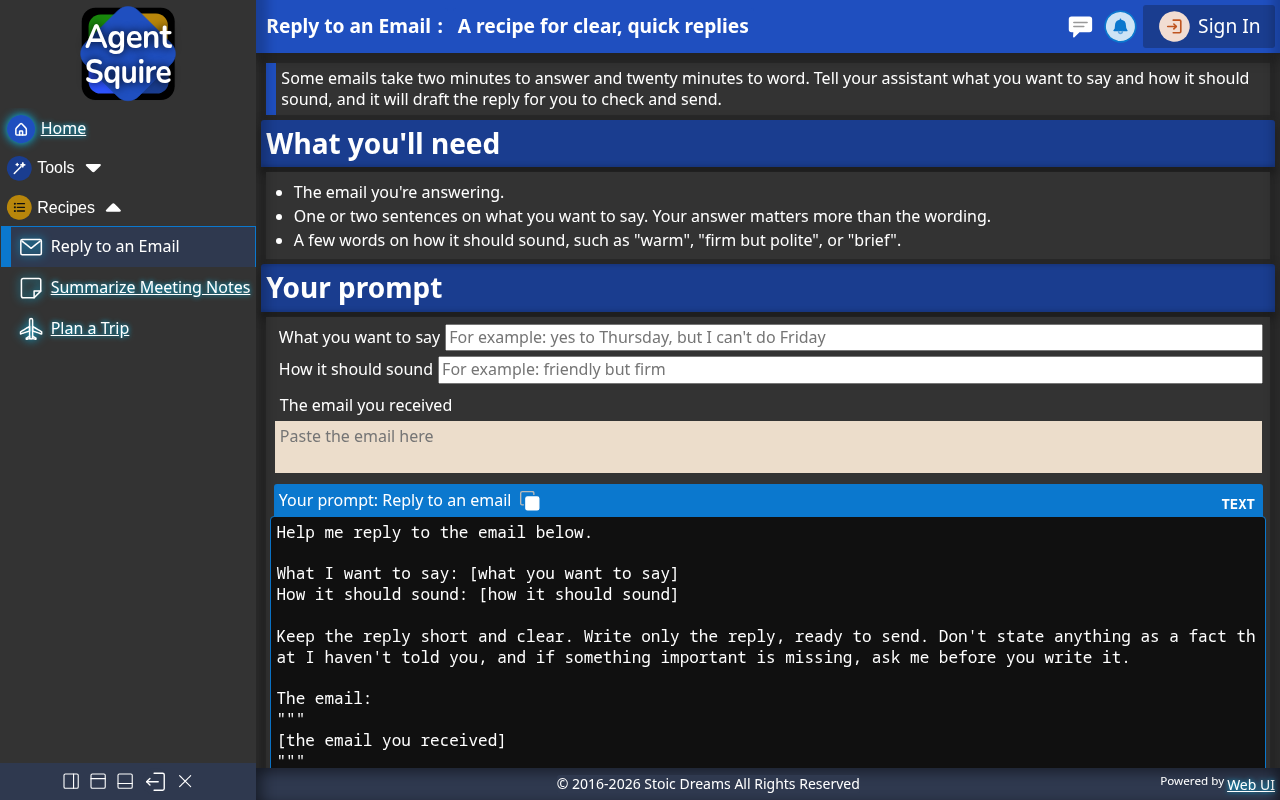 Agent
Squire
Home
Tools
Recipes
Reply to an Email
Summarize Meeting Notes
Plan a Trip
Reply to an Email : A recipe for clear, quick replies
Sign In
Some emails take two minutes to answer and twenty minutes to word. Tell your assistant what you want to say and how it should
sound, and it will draft the reply for you to check and send.
What you'll need
The email you're answering.
One or two sentences on what you want to say. Your answer matters more than the wording.
A few words on how it should sound, such as "warm", "firm but polite", or "brief".
Your prompt
What you want to say For example: yes to Thursday, but I can't do Friday
How it should sound For example: friendly but firm
The email you received
Paste the email here
Your prompt: Reply to an email TEXT
Help me reply to the email below.
What I want to say: [what you want to say]
How it should sound: [how it should sound]
Keep the reply short and clear. Write only the reply, ready to send. Don't state anything as a fact th
at I haven't told you, and if something important is missing, ask me before you write it.
The email:
"""
[the email you received]
"""
© 2016-2026 Stoic Dreams All Rights Reserved
Powered by Web UI